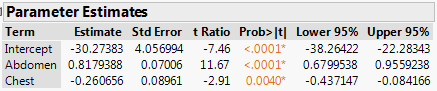 Parameter Estimates
Term Estimate Std Error t Ratio Prob>|t| Lower 95% Upper 95%
Intercept -30.27383 4.056994 -7.46 <.0001* -38.26422 -22.28343
Abdomen 0.8179388 0.07006 11.67 <.0001* 0.6799538 0.9559238
Chest -0.260656 0.08961 -2.91 0.0040* -0.437147 -0.084166